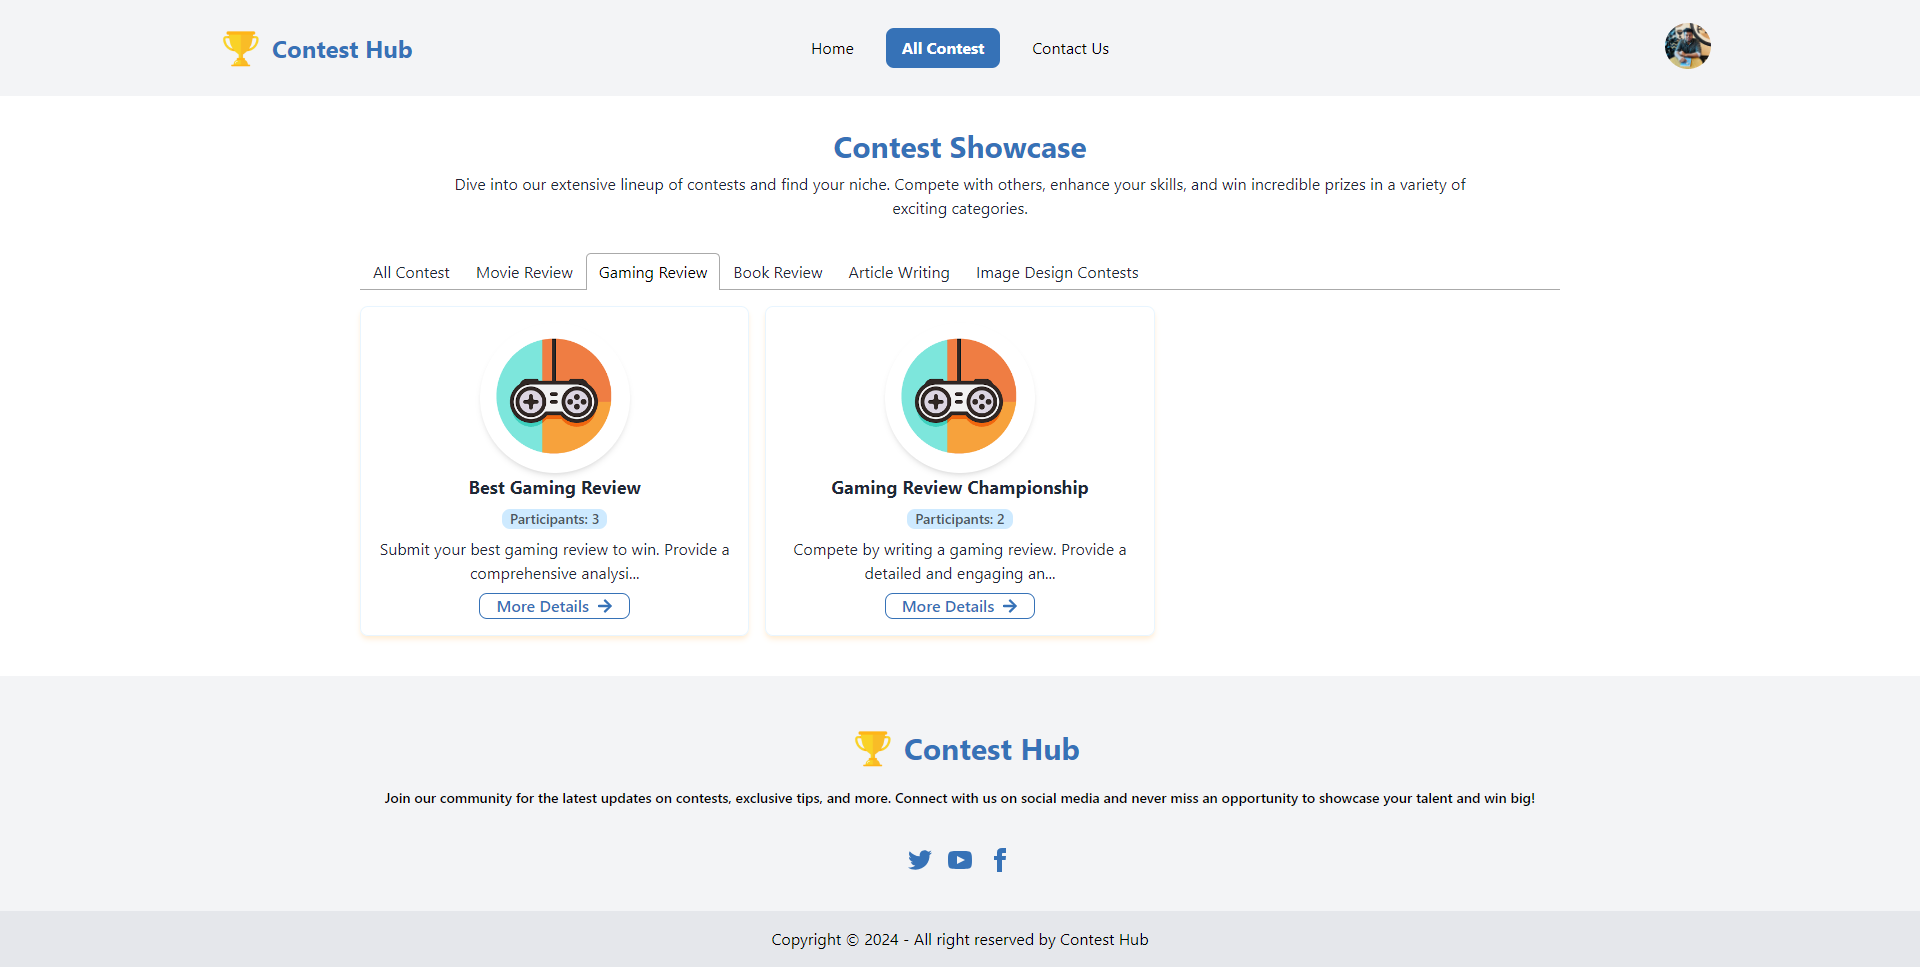 Contest Hub
Home
All Contest
Contact Us
Contest Showcase
Dive into our extensive lineup of contests and find your niche. Compete with others, enhance your skills, and win incredible prizes in a variety of
exciting categories.
All Contest
Movie Review
Gaming Review
Book Review
Article Writing
Image Design Contests
Best Gaming Review
Participants: 3
Submit your best gaming review to win. Provide a
comprehensive analysi...
More Details
Gaming Review Championship
Participants: 2
Compete by writing a gaming review. Provide a
detailed and engaging an...
More Details
Contest Hub
Join our community for the latest updates on contests, exclusive tips, and more. Connect with us on social media and never miss an opportunity to showcase your talent and win big!
Copyright © 2024 - All right reserved by Contest Hub